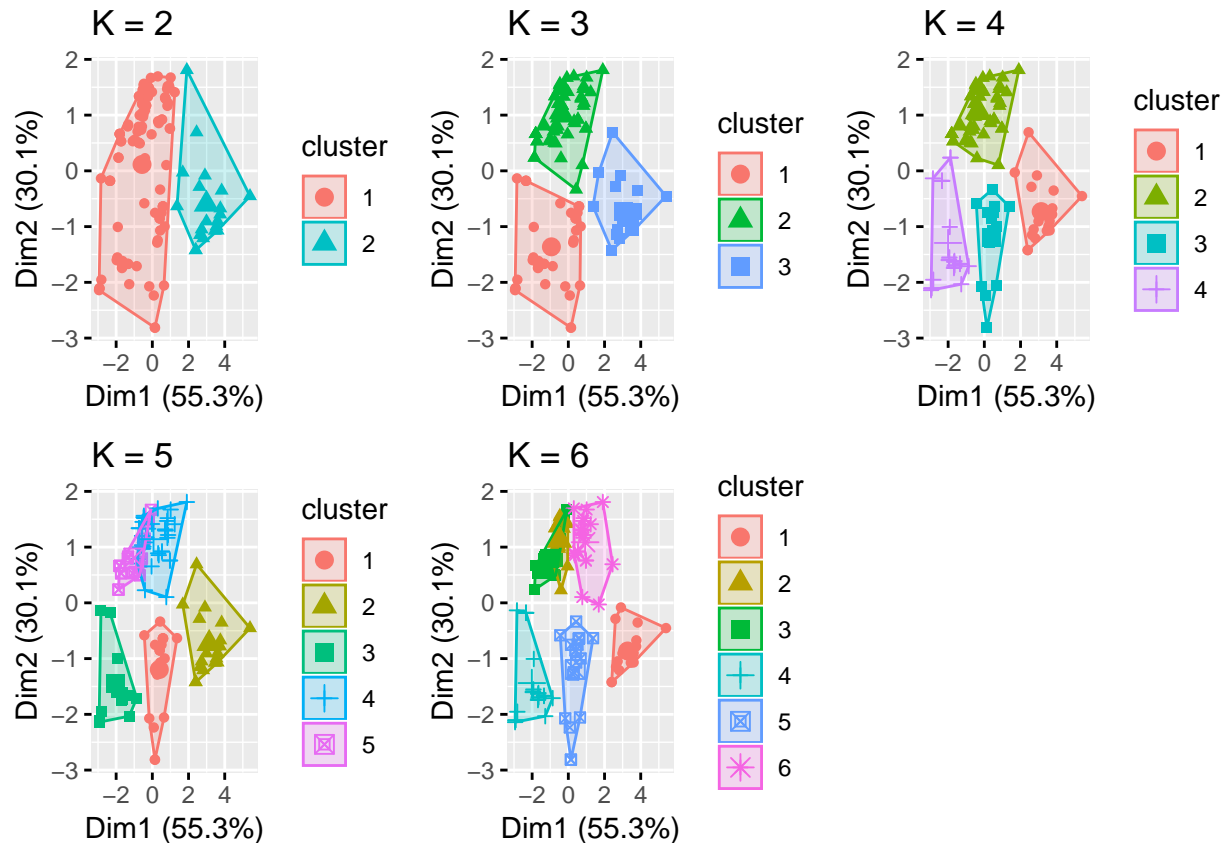 K = 2
K = 3
K = 4
2
1
0
−1
−2
−3
Dim2 (30.1%)
−2 0 2 4
Dim1 (55.3%)
cluster
1
2
2
1
0
−1
−2
−3
Dim2 (30.1%)
−2 0 2 4
Dim1 (55.3%)
cluster
1
2
3
2
1
0
−1
−2
−3
Dim2 (30.1%)
−2 0 2 4
Dim1 (55.3%)
cluster
1
2
3
4
K = 5
K = 6
2
1
0
−1
−2
−3
Dim2 (30.1%)
−2 0 2 4
Dim1 (55.3%)
cluster
1
2
3
4
5
2
1
0
−1
−2
−3
Dim2 (30.1%)
−2 0 2 4
Dim1 (55.3%)
cluster
1
2
3
4
5
6